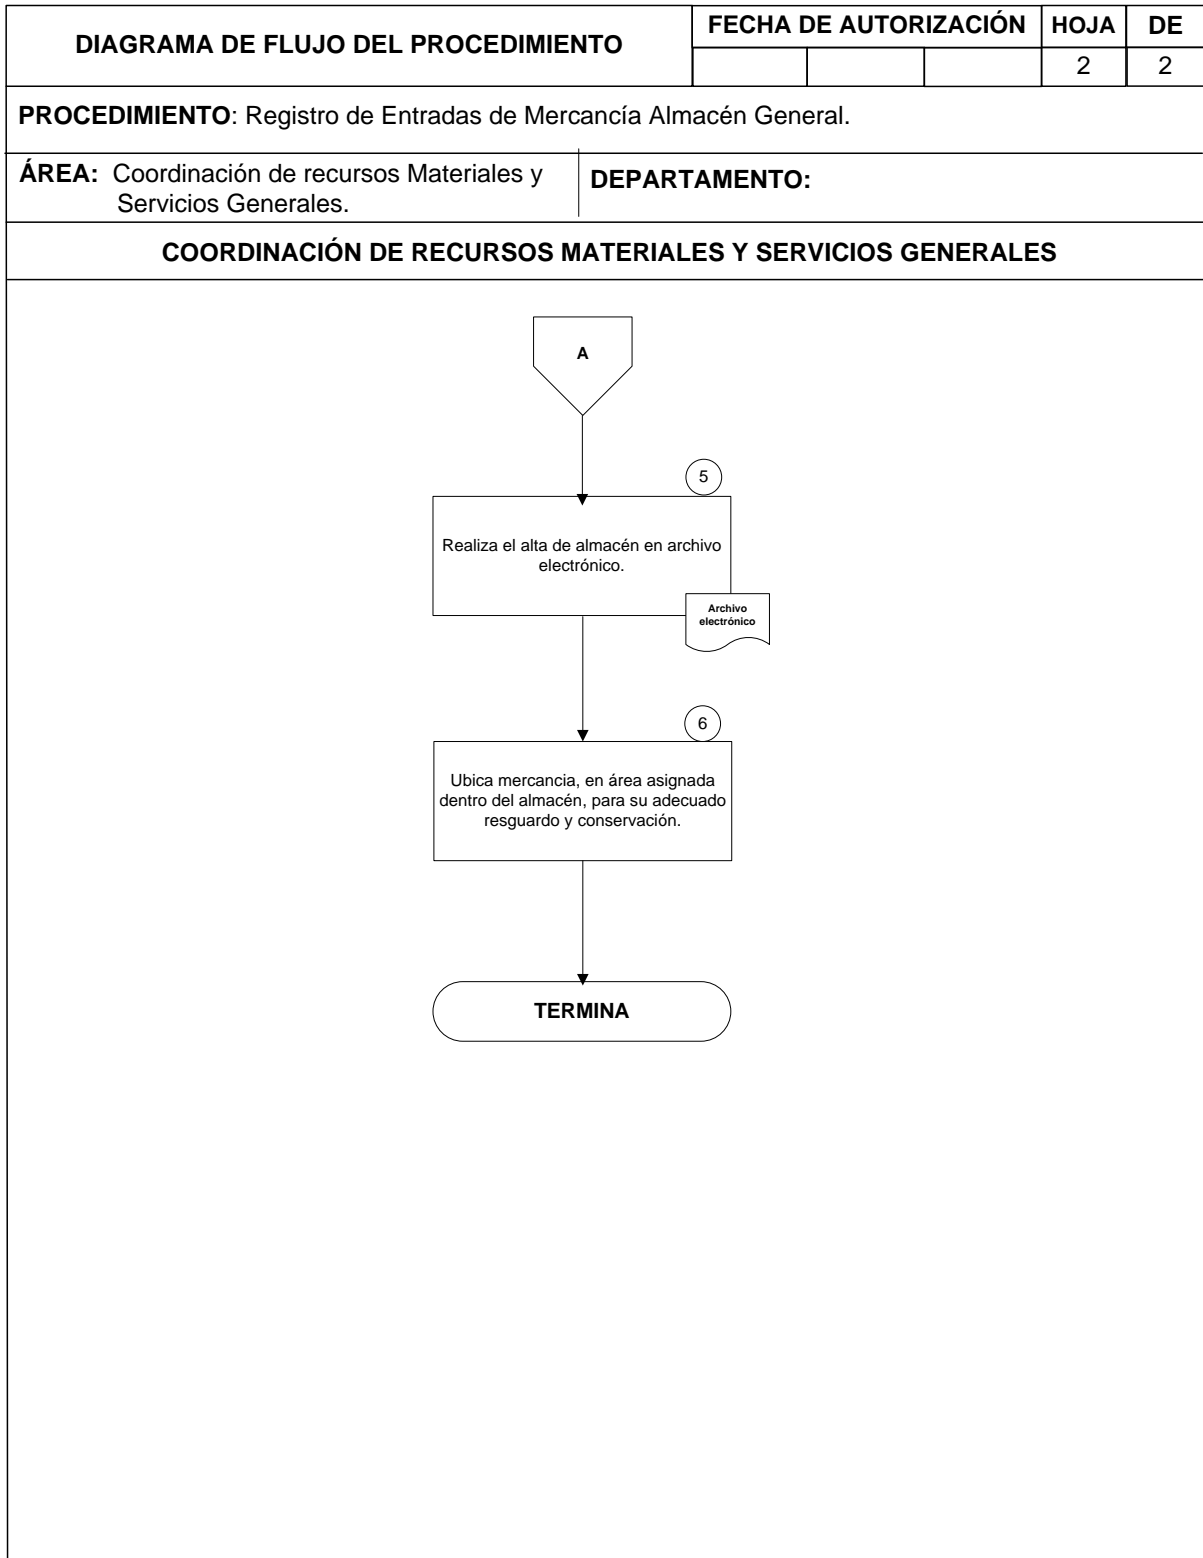 DIAGRAMA DE FLUJO DEL PROCEDIMIENTO
FECHA DE AUTORIZACIÓN
HOJA
DE
2
2
PROCEDIMIENTO: Registro de Entradas de Mercancía Almacén General.
ÁREA: Coordinación de recursos Materiales y
Servicios Generales.
DEPARTAMENTO:
COORDINACIÓN DE RECURSOS MATERIALES Y SERVICIOS GENERALES
A
5
Realiza el alta de almacén en archivo
electrónico.
Archivo
electrónico
6
Ubica mercancia, en área asignada
dentro del almacén, para su adecuado
resguardo y conservación.
TERMINA